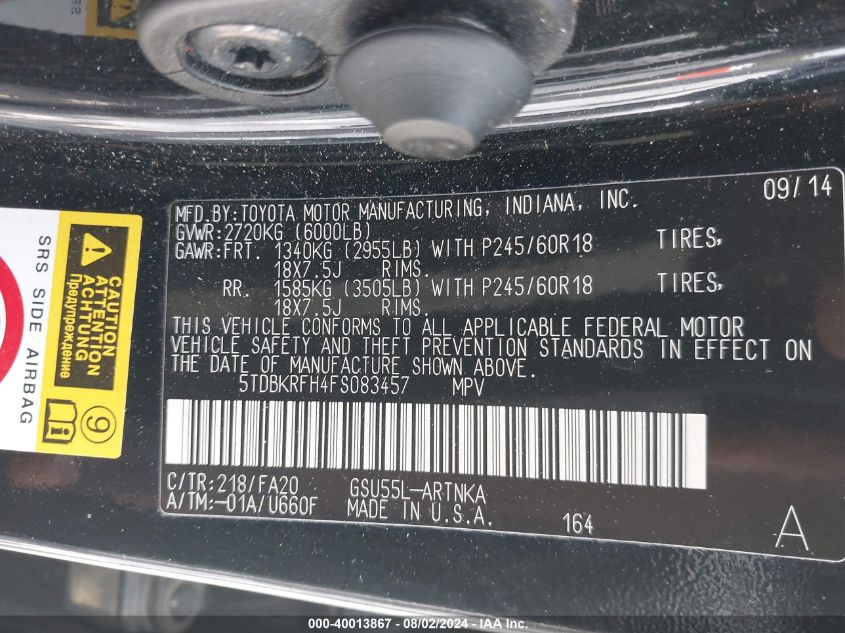 09/14
MFD.BY:TOYOTA MOTOR MANUFACTURING, INDIANA, INC.
GVWR:2720KG (6000LB)
GAWR:FRT. 1340KG (2955LB) WITH P245/60R18 TIRES,
18X7.5J RIMS.
RR. 1585KG (3505LB) WITH P245/60R18 TIRES,
18X7.5J RIMS.
THIS VEHICLE CONFORMS TO ALL APPLICABLE FEDERAL MOTOR
VEHICLE SAFETY AND THEFT PREVENTION STANDARDS IN EFFECT ON
THE DATE OF MANUFACTURE SHOWN ABOVE.
5TDBKRFH4FS083457 MPV
C/TR:218/FA20 GSU55L-ARTNKA
A/TM:-01A/U660F MADE IN U.S.A. 164 A
SRS SIDE AIRBAG
CAUTION
ATTENTION
ACHTUNG
Предупреждение
9
000-40013867 - 08/02/2024 - IAAI.com